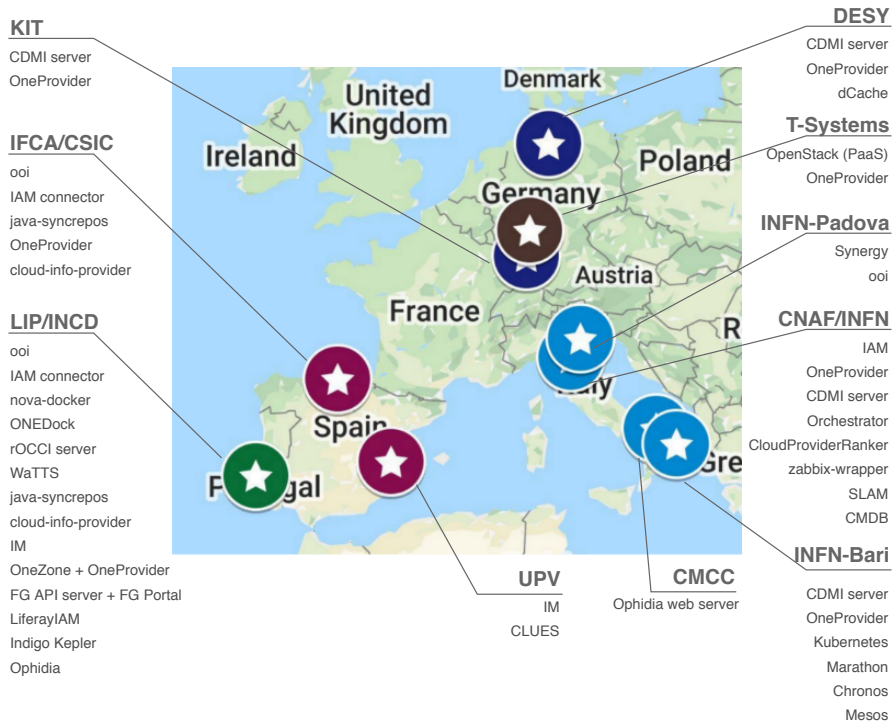 KIT
CDMI server
OneProvider
IFCA/CSIC
ooi
IAM connector
java-syncrepos
OneProvider
cloud-info-provider
LIP/INCD
ooi
IAM connector
nova-docker
ONEDock
rOCCI server
WaTTS
java-syncrepos
cloud-info-provider
IM
OneZone + OneProvider
FG API server + FG Portal
LiferayIAM
Indigo Kepler
Ophidia
Denmark
United
Kingdom
Ireland
Poland
Germany
Austria
France
Spain
UPV
IM
CLUES
CMCC
Ophidia web server
DESY
CDMI server
OneProvider
dCache
T-Systems
OpenStack (PaaS)
OneProvider
INFN-Padova
Synergy
ooi
CNAF/INFN
IAM
OneProvider
CDMI server
Orchestrator
CloudProviderRanker
zabbix-wrapper
SLAM
CMDB
INFN-Bari
CDMI server
OneProvider
Kubernetes
Marathon
Chronos
Mesos